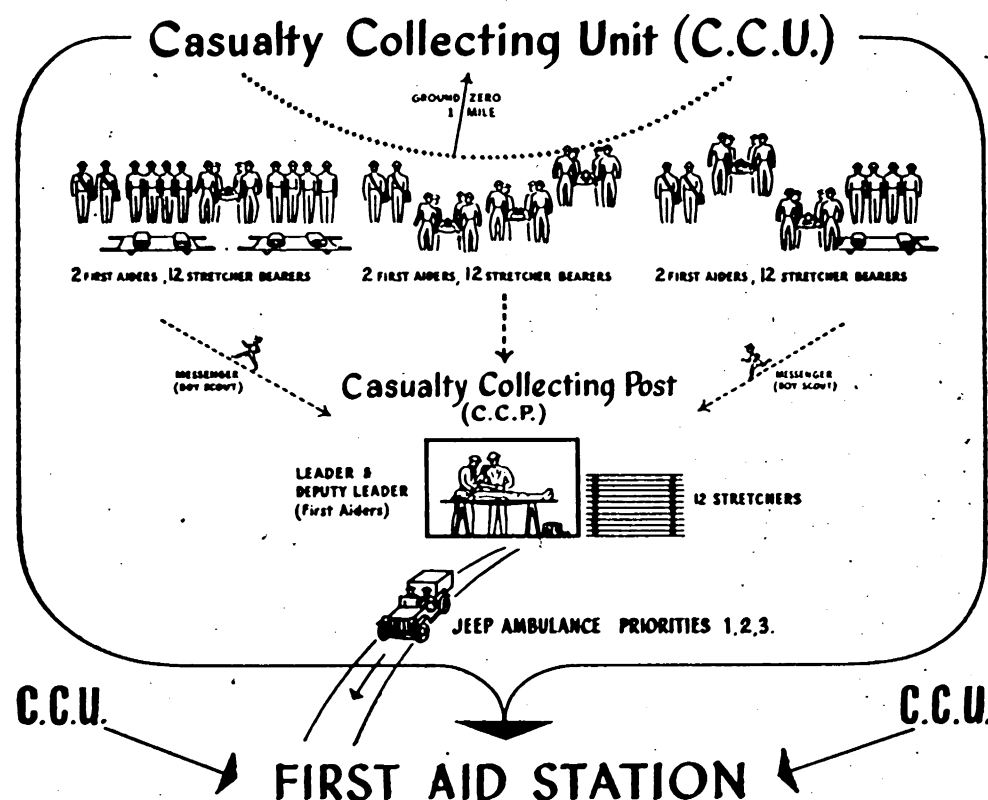 Casualty Collecting Unit (C.C.U.)
GROUND ZERO
1 MILE
2 FIRST AIDERS, 12 STRETCHER BEARERS
2 FIRST AIDERS, 12 STRETCHER BEARERS
2 FIRST AIDERS, 12 STRETCHER BEARERS
MESSENGER
(BOY SCOUT)
MESSENGER
(BOY SCOUT)
Casualty Collecting Post
(C.C.P.)
LEADER &
DEPUTY LEADER
(First Aiders)
12 STRETCHERS
JEEP AMBULANCE PRIORITIES 1,2,3.
C.C.U.
C.C.U.
FIRST AID STATION